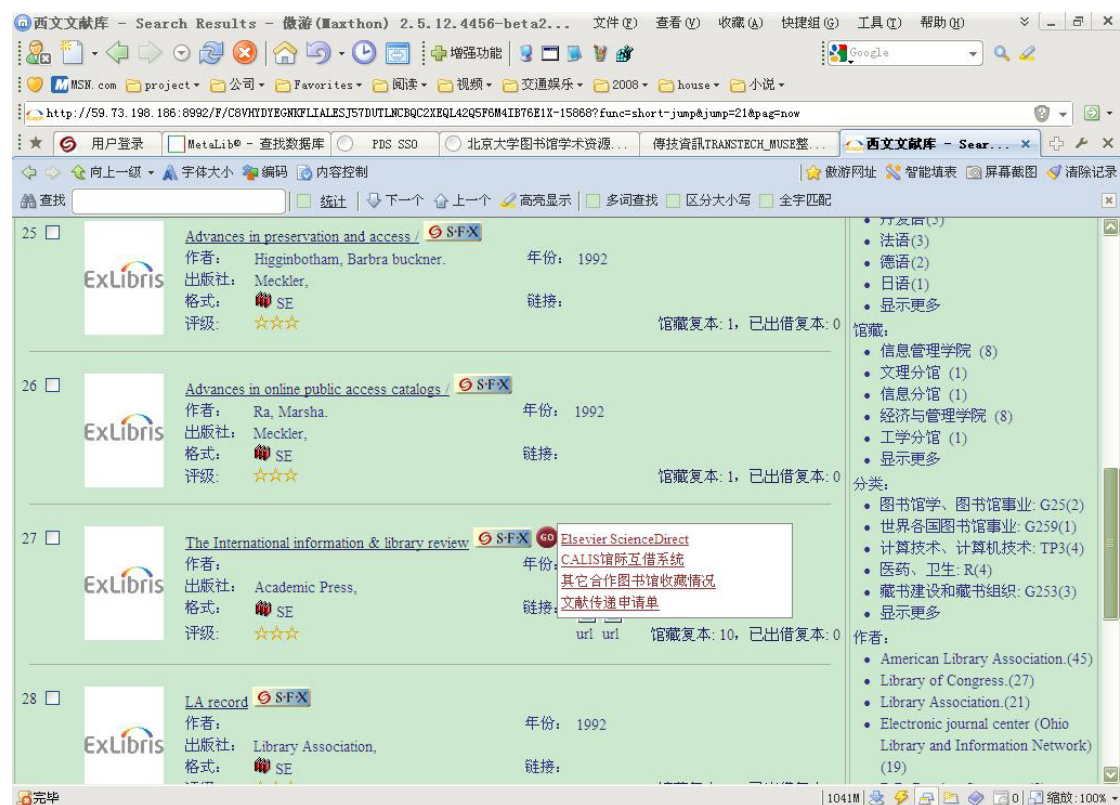 西文文献库 - Search Results - 傲游(Maxthon) 2.5.12.4456-beta2... 文件(F) 查看(V) 收藏(A) 快捷组(G) 工具(T) 帮助(H)
增强功能 Google
MSN.com project 公司 Favorites 阅读 视频 交通娱乐 2008 house 小说
http://59.73.198.186:8992/F/C8VHYDYEGNKFLIALESJ57DUTLNCBQC2XEQL42Q5F6M4IB76E1X-15868?func=short-jump&jump=21&pag=now
用户登录 MetaLib® - 查找数据库 PDS SSO 北京大学图书馆学术资源... 傳技資訊TRANSTECH_MUSE整... 西文文献库 - Sear... x
向上一级 字体大小 编码 内容控制 傲游网址 智能填表 屏幕截图 清除记录
查找 统计 下一个 上一个 高亮显示 多词查找 区分大小写 全字匹配
25 Advances in preservation and access / S·F·X
作者: Higginbotham, Barbra buckner. 年份: 1992
ExLibris
出版社: Meckler,
格式: SE 链接:
评级: ☆☆☆ 馆藏复本: 1, 已出借复本: 0
26 Advances in online public access catalogs / S·F·X
作者: Ra, Marsha. 年份: 1992
ExLibris
出版社: Meckler,
格式: SE 链接:
评级: ☆☆☆ 馆藏复本: 1, 已出借复本: 0
27 The International information & library review S·F·X GO
Elsevier ScienceDirect
CALIS馆际互借系统
其它合作图书馆收藏情况
文献传递申请单
作者: 年份:
ExLibris
出版社: Academic Press,
格式: SE 链接:
评级: ☆☆☆ url url 馆藏复本: 10, 已出借复本: 0
28 LA record S·F·X
作者: 年份: 1992
ExLibris
出版社: Library Association,
格式: SE 链接:
丹麦语(3)
法语(3)
德语(2)
日语(1)
显示更多
馆藏:
信息管理学院 (8)
文理分馆 (1)
信息分馆 (1)
经济与管理学院 (8)
工学分馆 (1)
显示更多
分类:
图书馆学、图书馆事业: G25(2)
世界各国图书馆事业: G259(1)
计算技术、计算机技术: TP3(4)
医药、卫生: R(4)
藏书建设和藏书组织: G253(3)
显示更多
作者:
American Library Association.(45)
Library of Congress.(27)
Library Association.(21)
Electronic journal center (Ohio
Library and Information Network)
(19)
完毕 1041M 0 缩放: 100%